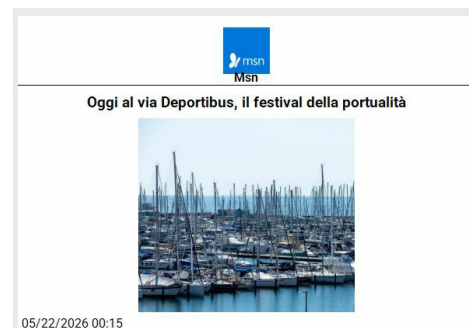 msn
Msn
Oggi al via Deportibus, il festival della portualità
05/22/2026 00:15